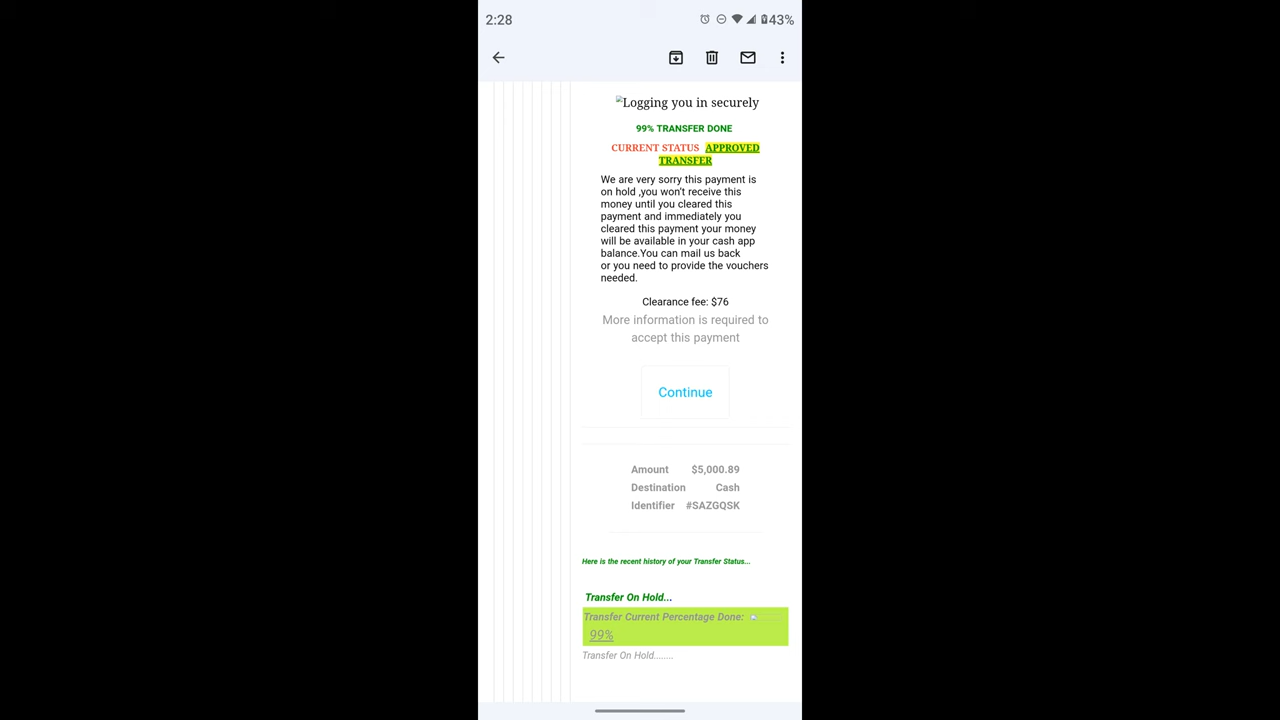 2:28
43%
Logging you in securely
99% TRANSFER DONE
CURRENT STATUS APPROVED
TRANSFER
We are very sorry this payment is
on hold ,you won't receive this
money until you cleared this
payment and immediately you
cleared this payment your money
will be available in your cash app
balance.You can mail us back
or you need to provide the vouchers
needed.
Clearance fee: $76
More information is required to
accept this payment
Continue
Amount $5,000.89
Destination Cash
Identifier #SAZGQSK
Here is the recent history of your Transfer Status...
Transfer On Hold...
Transfer Current Percentage Done:
99%
Transfer On Hold........